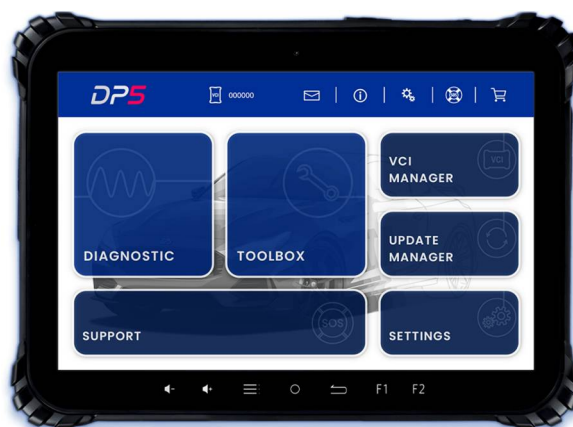 DP5
VCI 000000
DIAGNOSTIC
TOOLBOX
VCI
MANAGER
VCI
UPDATE
MANAGER
SUPPORT
SOS
SETTINGS
F1 F2